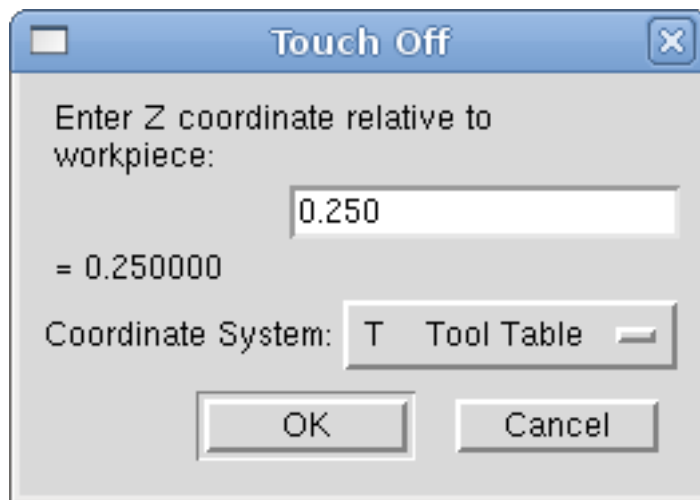 Touch Off
Enter Z coordinate relative to
workpiece:
0.250
= 0.250000
Coordinate System: T Tool Table
OK Cancel